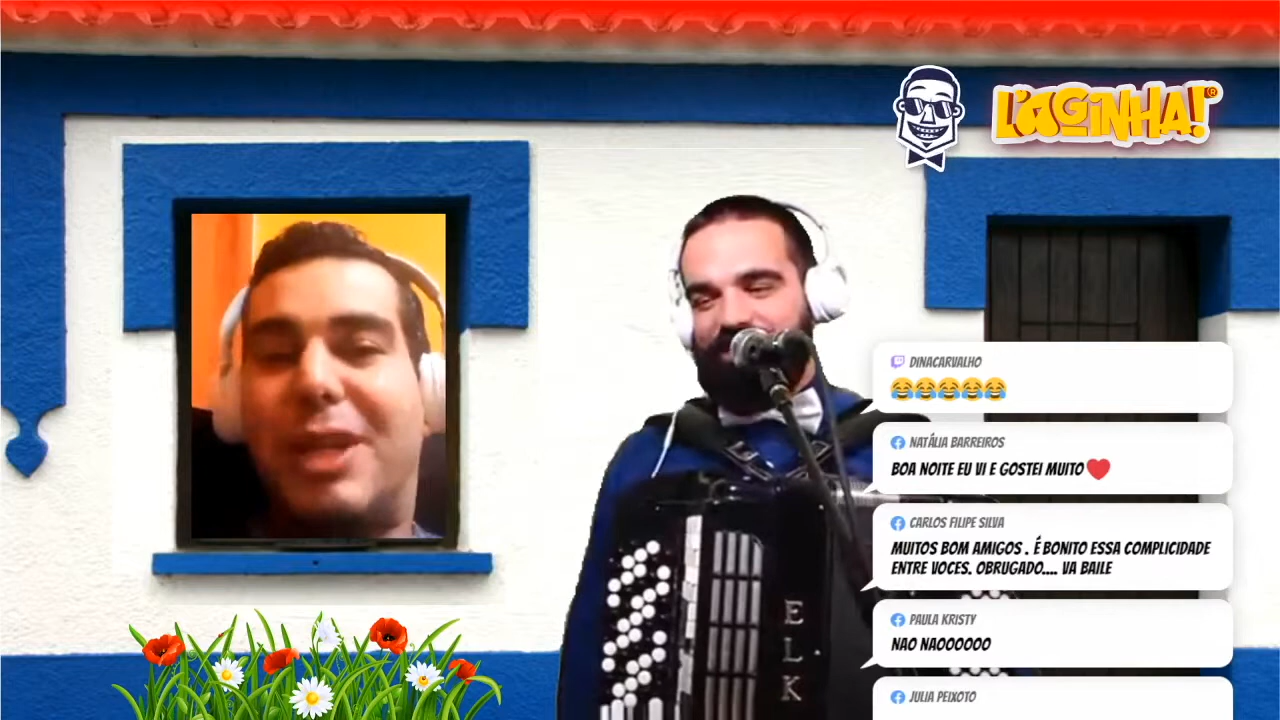 L'AGINHA!®
DINACARVALHO
😂😂😂😂😂
NATÁLIA BARREIROS
BOA NOITE EU VI E GOSTEI MUITO❤️
CARLOS FILIPE SILVA
MUITOS BOM AMIGOS . É BONITO ESSA COMPLICIDADE
ENTRE VOCES. OBRUGADO.... VA BAILE
PAULA KRISTY
NAO NAOOOOOO
JULIA PEIXOTO
ELK